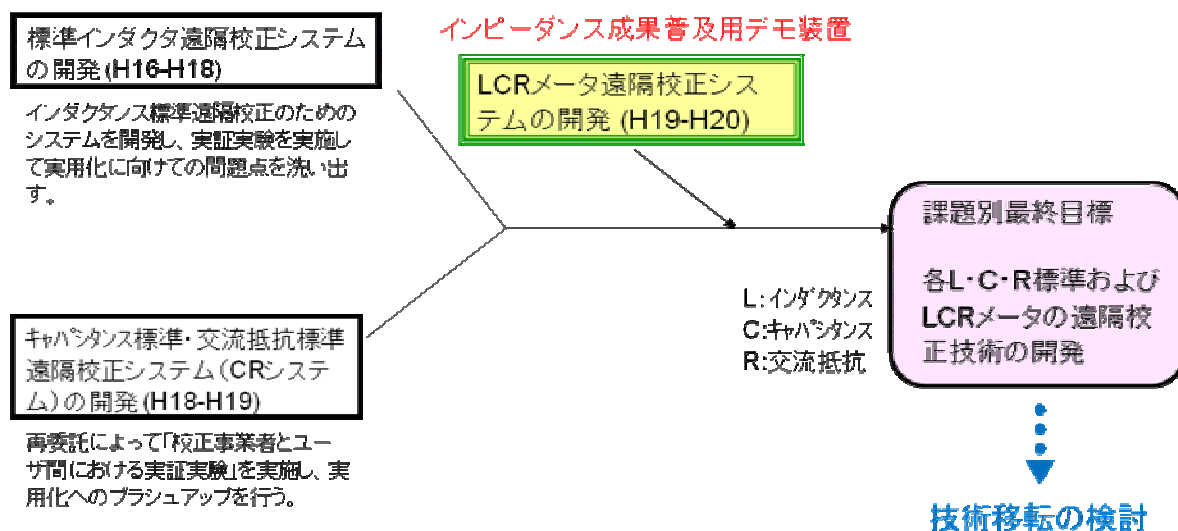 標準インダクタ遠隔校正システム
の開発(H16-H18)
インダクタンス標準遠隔校正のための
システムを開発し、実証実験を実施し
て実用化に向けての問題点を洗い出
す。
インピーダンス成果普及用デモ装置
LCRメータ遠隔校正シス
テムの開発 (H19-H20)
キャパシタンス標準・交流抵抗標準
遠隔校正システム(CRシステ
ム)の開発(H18-H19)
再委託によって「校正事業者とユー
ザ間における実証実験」を実施し、実
用化へのブラシュアップを行う。
L:インダクタンス
C:キャパシタンス
R:交流抵抗
課題別最終目標
各L・C・R標準および
LCRメータの遠隔校
正技術の開発
技術移転の検討